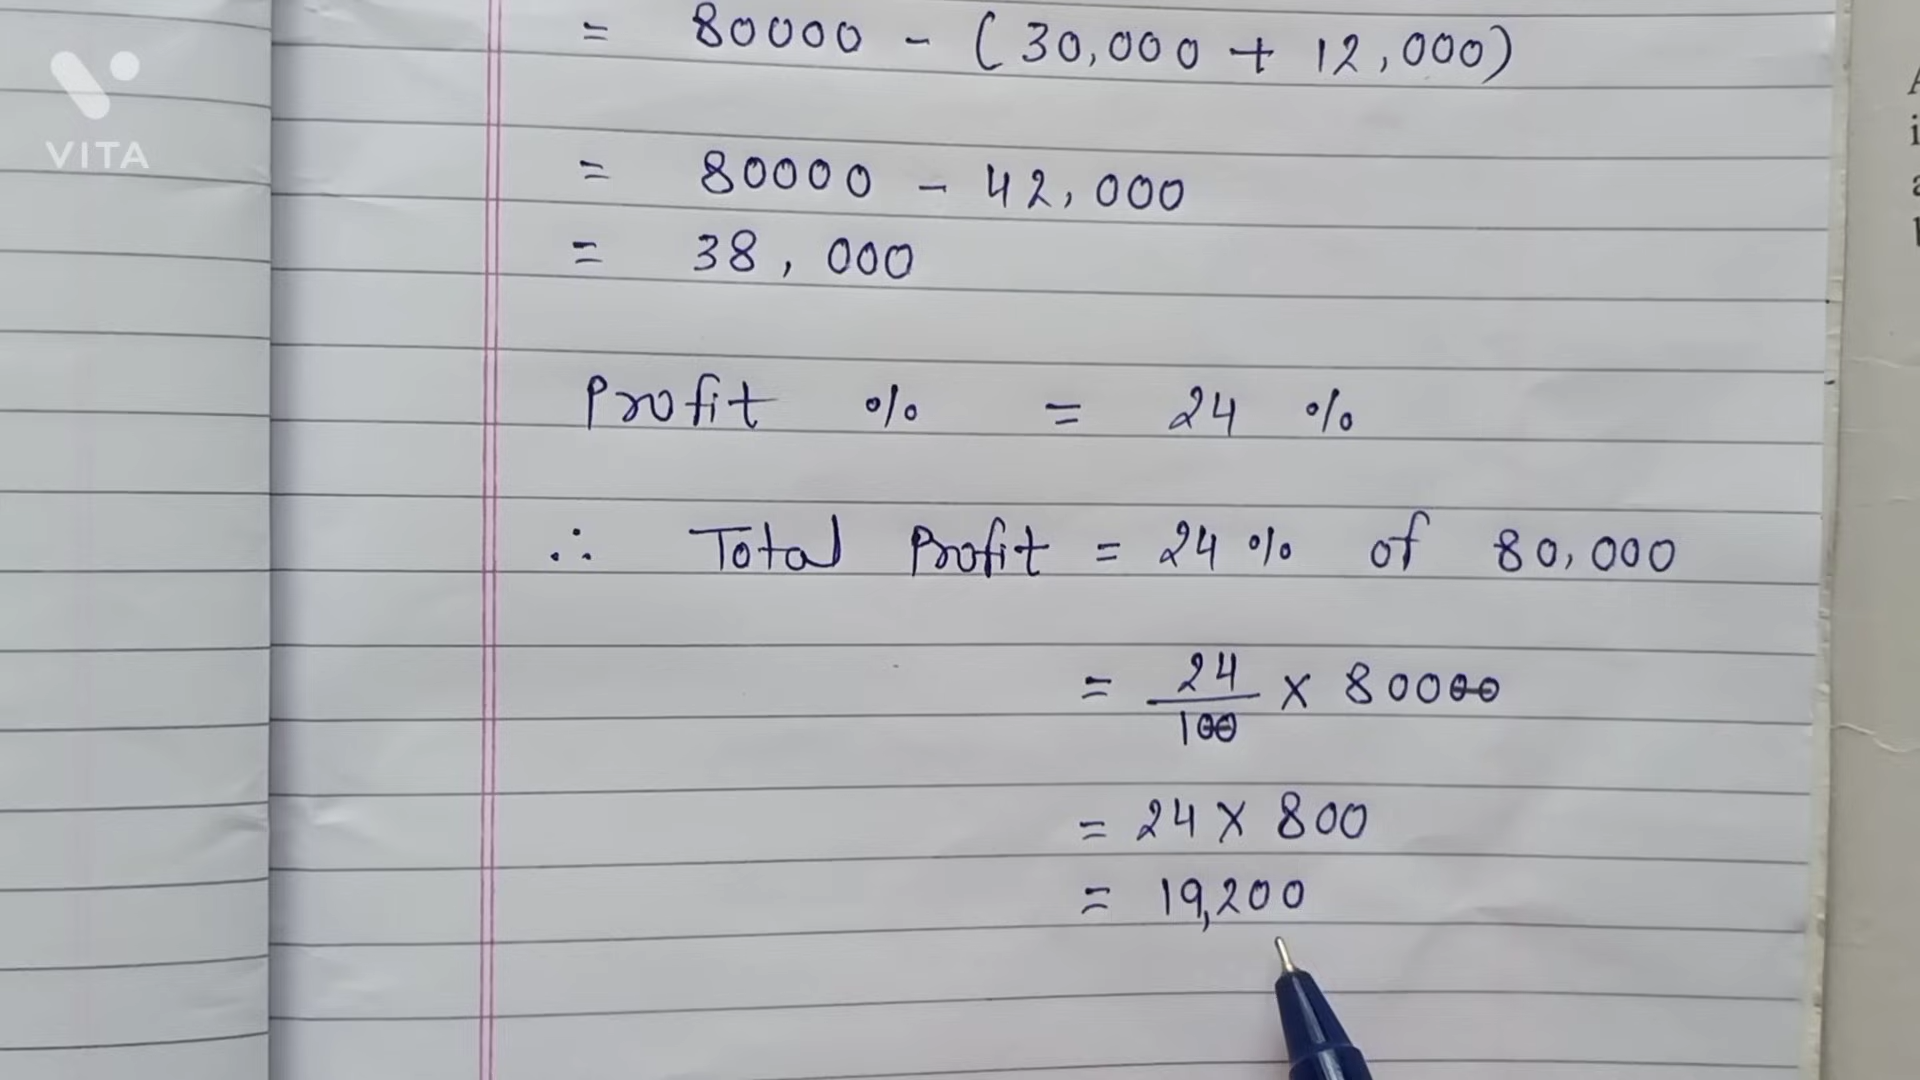 = 80000 - (30,000 + 12,000)
VITA
= 80000 - 42,000
= 38,000
Profit % = 24 %
∴ Total Profit = 24% of 80,000
= 24/100 × 80000
= 24 × 800
= 19,200